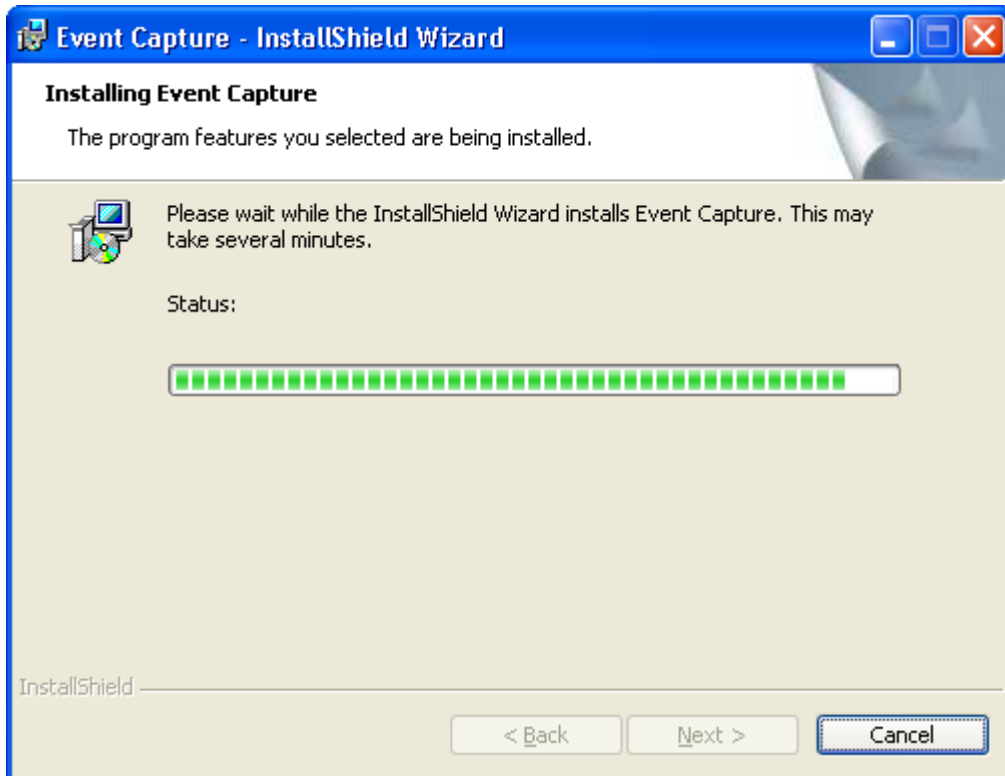 Event Capture - InstallShield Wizard
Installing Event Capture
The program features you selected are being installed.
Please wait while the InstallShield Wizard installs Event Capture. This may
take several minutes.
Status:
InstallShield
< Back
Next >
Cancel